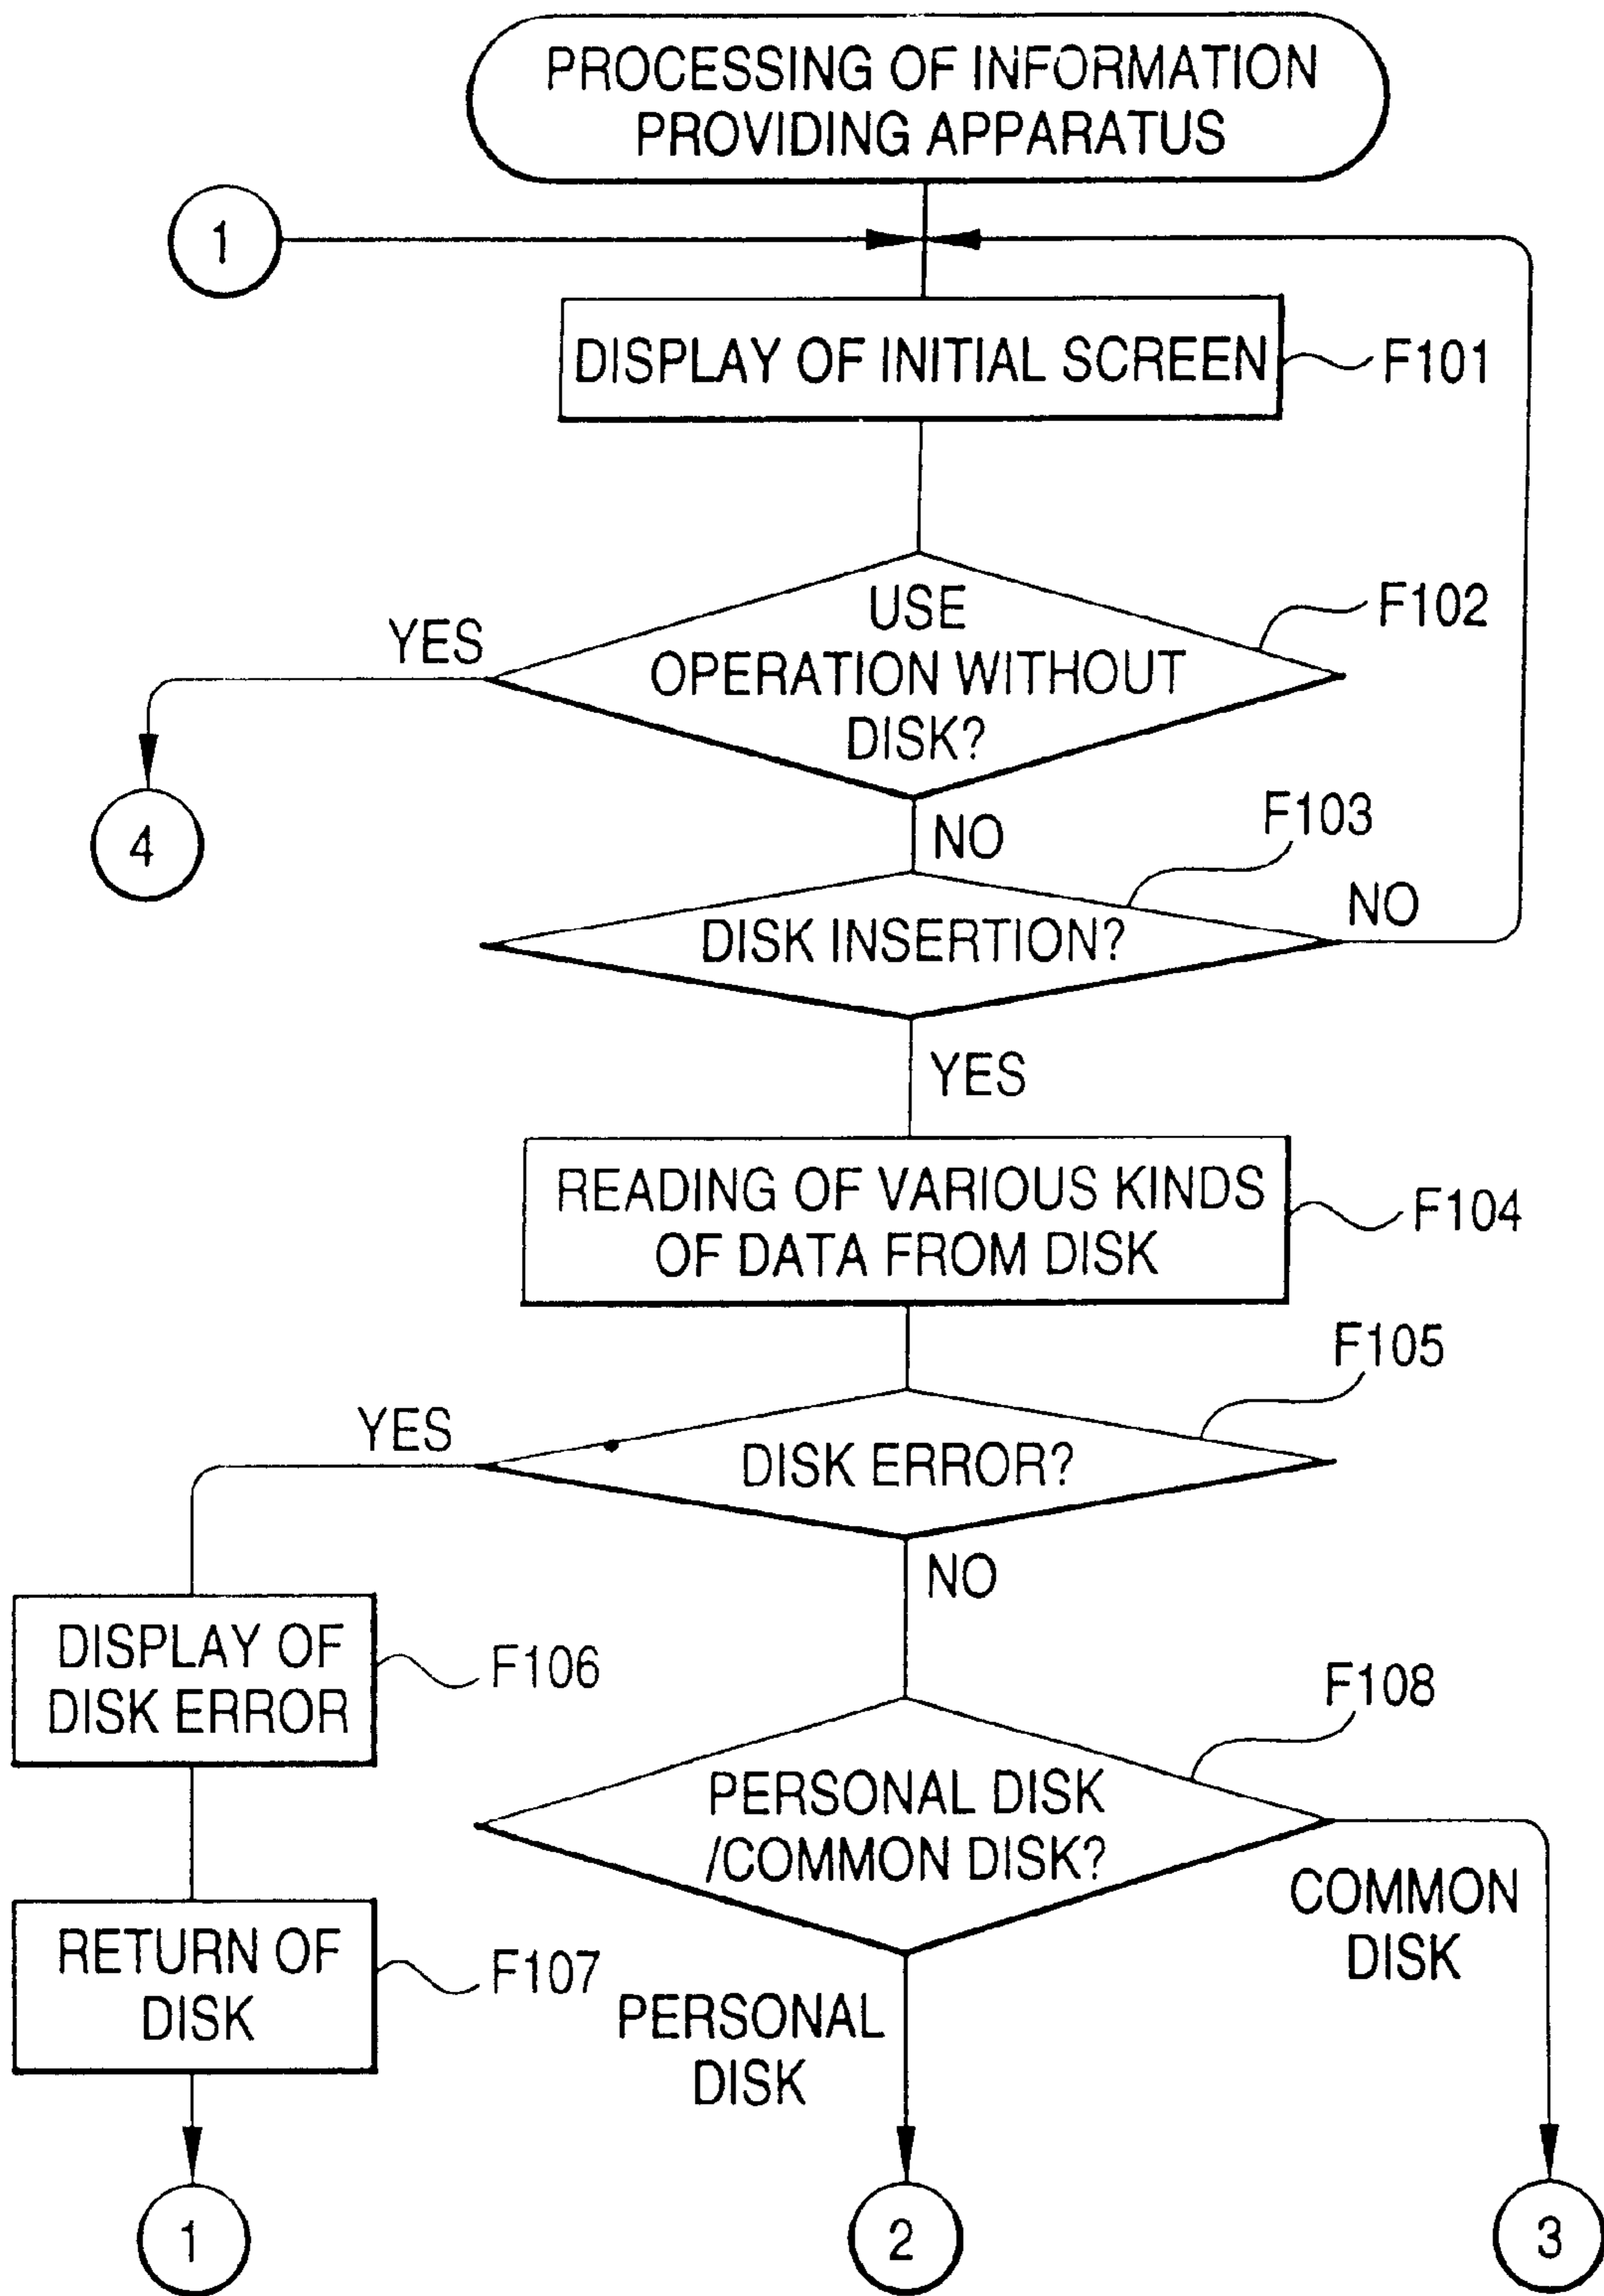 PROCESSING OF INFORMATION
PROVIDING APPARATUS
1
DISPLAY OF INITIAL SCREEN
F101
USE
OPERATION WITHOUT
DISK?
F102
YES
4
NO
F103
DISK INSERTION?
NO
YES
READING OF VARIOUS KINDS
OF DATA FROM DISK
F104
F105
YES
DISK ERROR?
NO
DISPLAY OF
DISK ERROR
F106
F108
PERSONAL DISK
/COMMON DISK?
COMMON
DISK
RETURN OF
DISK
F107
PERSONAL
DISK
1
2
3